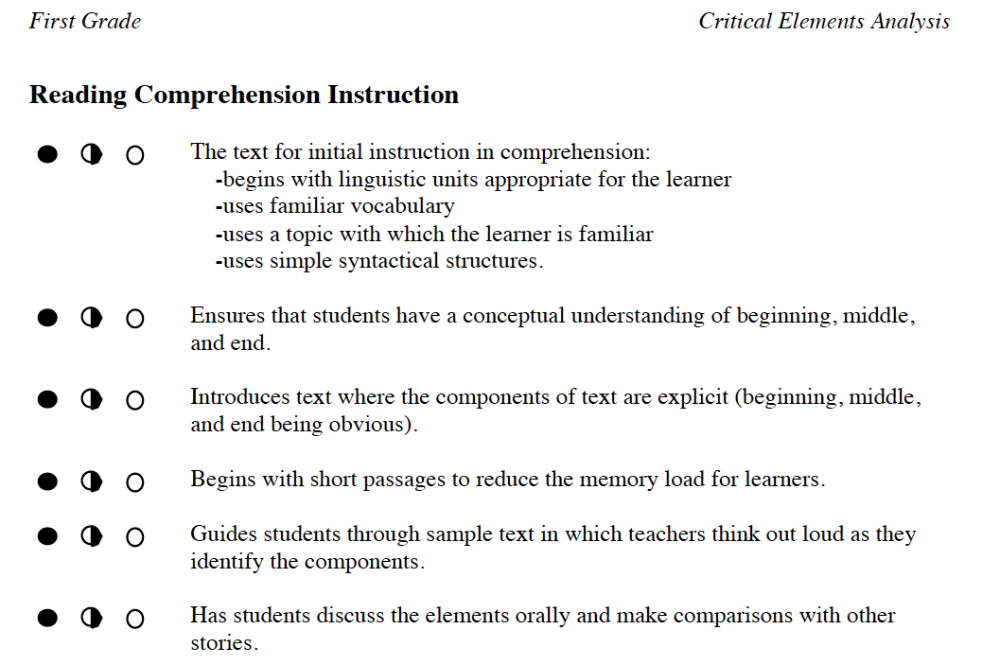 First Grade Critical Elements Analysis
Reading Comprehension Instruction
The text for initial instruction in comprehension:
-begins with linguistic units appropriate for the learner
-uses familiar vocabulary
-uses a topic with which the learner is familiar
-uses simple syntactical structures.
Ensures that students have a conceptual understanding of beginning, middle,
and end.
Introduces text where the components of text are explicit (beginning, middle,
and end being obvious).
Begins with short passages to reduce the memory load for learners.
Guides students through sample text in which teachers think out loud as they
identify the components.
Has students discuss the elements orally and make comparisons with other
stories.